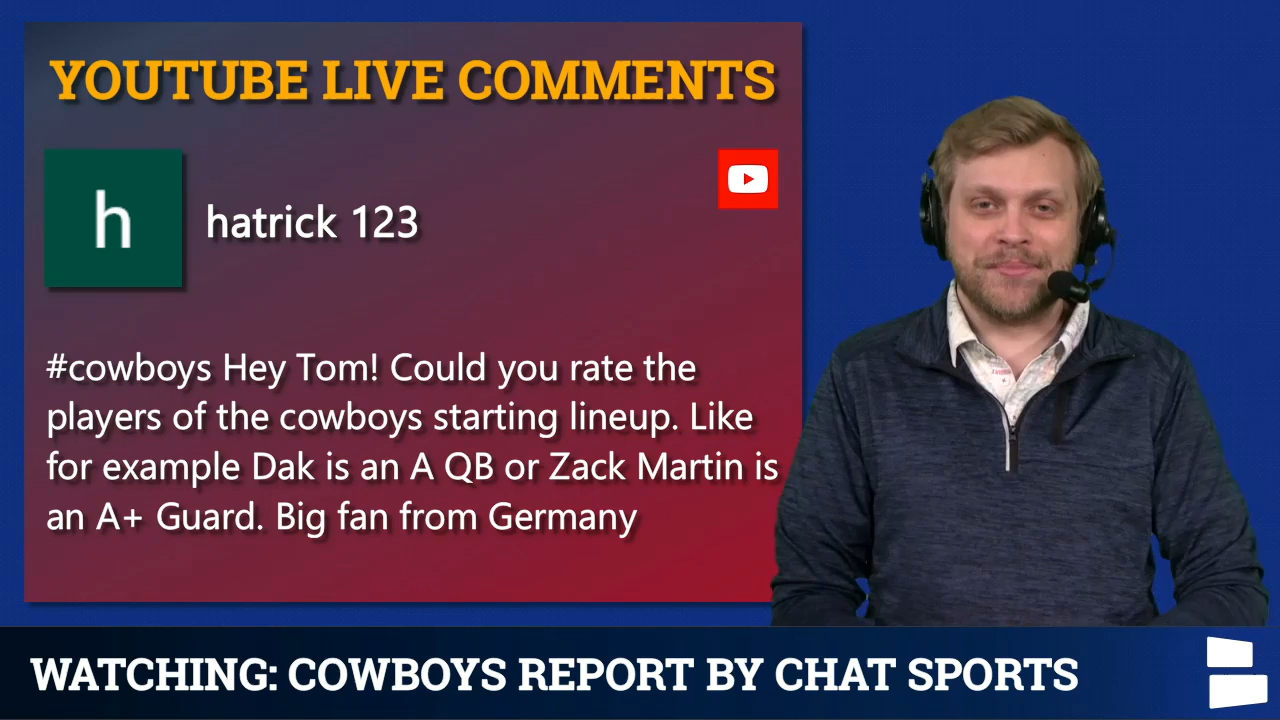 YOUTUBE LIVE COMMENTS
h
hatrick 123
#cowboys Hey Tom! Could you rate the
players of the cowboys starting lineup. Like
for example Dak is an A QB or Zack Martin is
an A+ Guard. Big fan from Germany
WATCHING: COWBOYS REPORT BY CHAT SPORTS